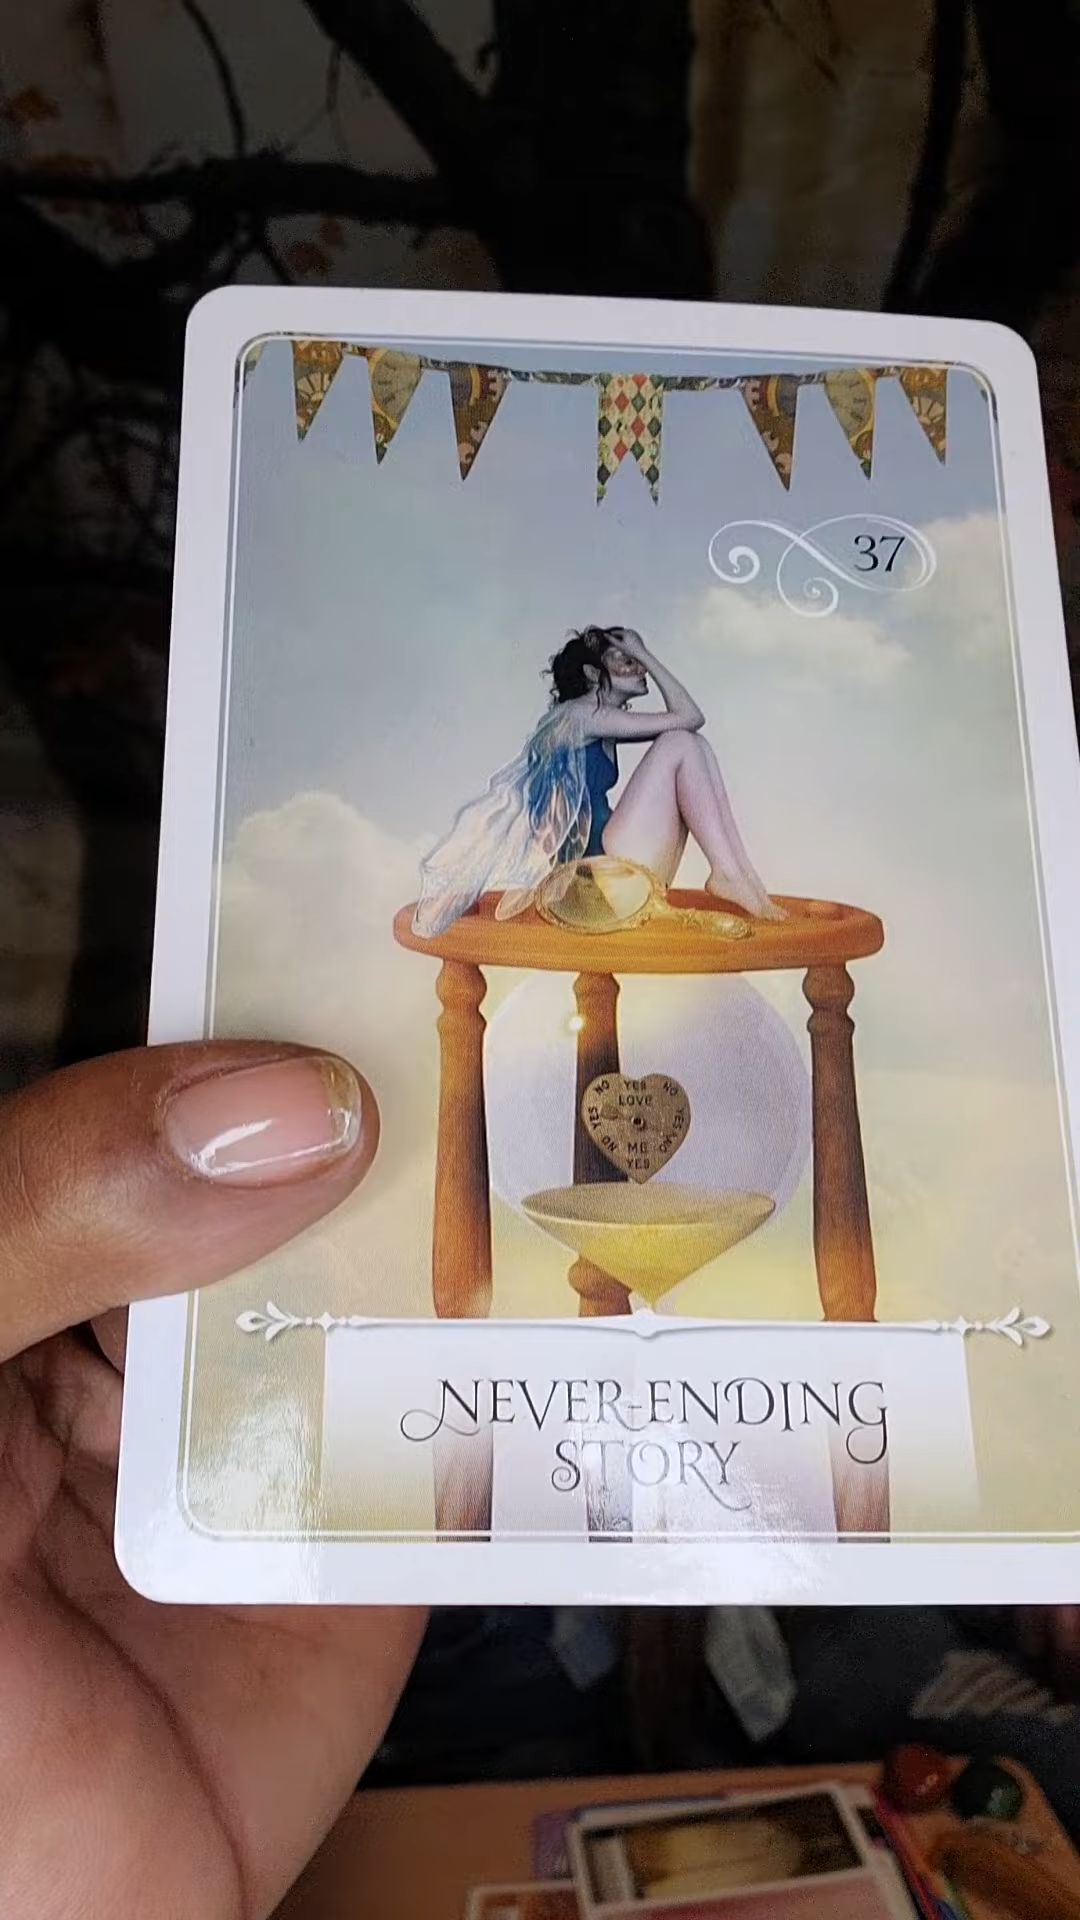 37
NO YES NO
LOVE
YES YES
NO ME NO
YES
NEVER-ENDING
STORY